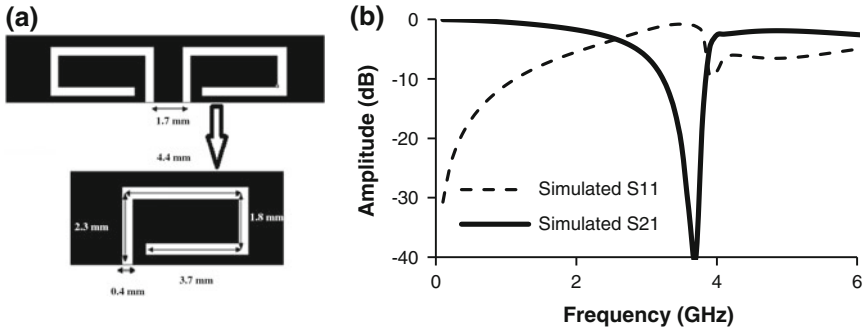 (a)
1.7 mm
4.4 mm
2.3 mm
1.8 mm
3.7 mm
0.4 mm
(b)
Amplitude (dB)
0
-10
-20
-30
-40
Simulated S11
Simulated S21
0
2
4
6
Frequency (GHz)